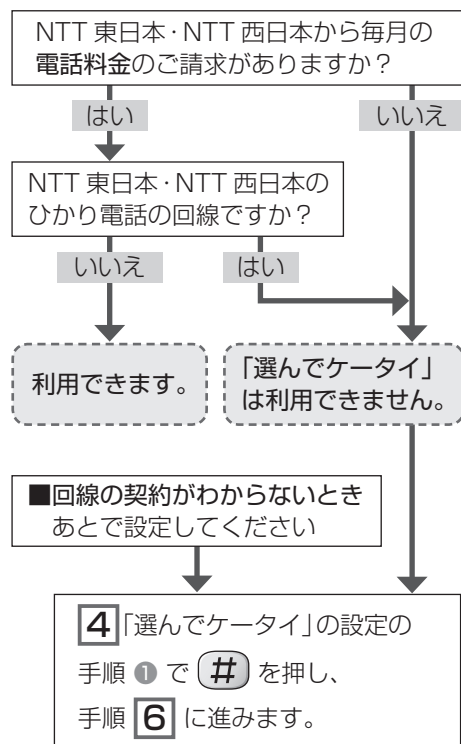 NTT 東日本・NTT 西日本から毎月の
電話料金のご請求がありますか？
はい
いいえ
NTT 東日本・NTT 西日本の
ひかり電話の回線ですか？
いいえ
はい
利用できます。
「選んでケータイ」
は利用できません。
■回線の契約がわからないとき
あとで設定してください
4「選んでケータイ」の設定の
手順 ❶ で # を押し、
手順 6 に進みます。